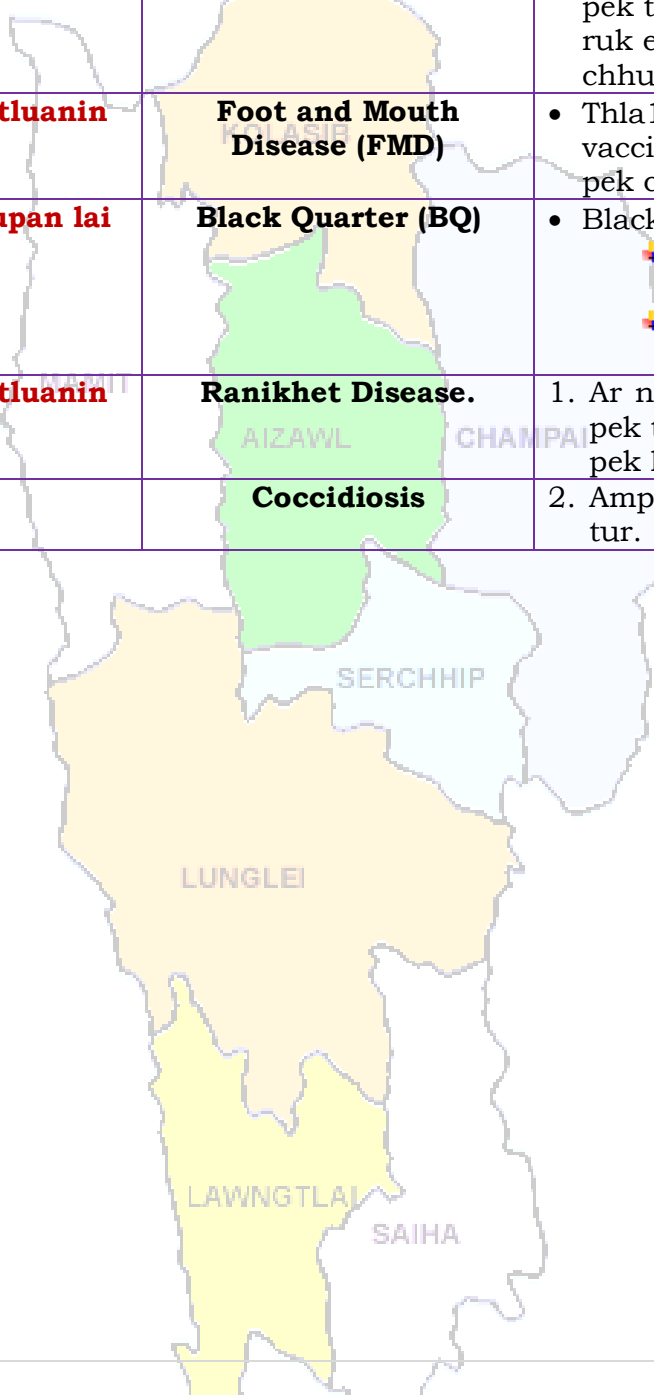 pek t
ruk e
chhu
tluanin
Foot and Mouth
Disease (FMD)
• Thla1
vacci
pek c
upan lai
Black Quarter (BQ)
• Black
tluanin
Ranikhet Disease.
1. Ar n
pek t
pek l
Coccidiosis
2. Amp
tur.
KOLASIB
MAMIT
AIZAWL
CHAMPAI
SERCHHIP
LUNGLEI
LAWNGTLAI
SAIHA